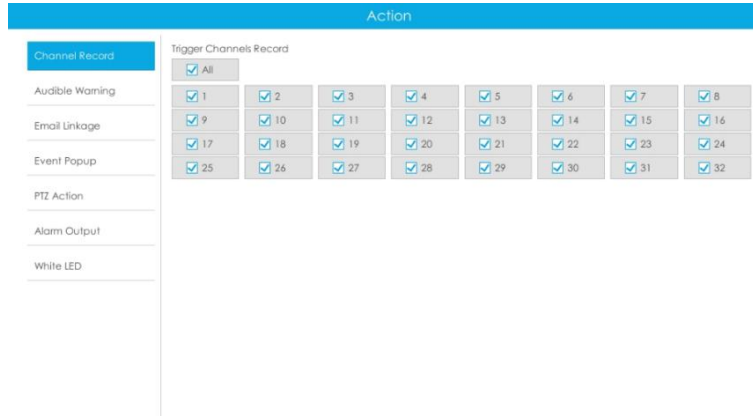 Action
Channel Record
Trigger Channels Record
All
Audible Warning
1 2 3 4 5 6 7 8
Email Linkage
9 10 11 12 13 14 15 16
17 18 19 20 21 22 23 24
Event Popup
25 26 27 28 29 30 31 32
PTZ Action
Alarm Output
White LED